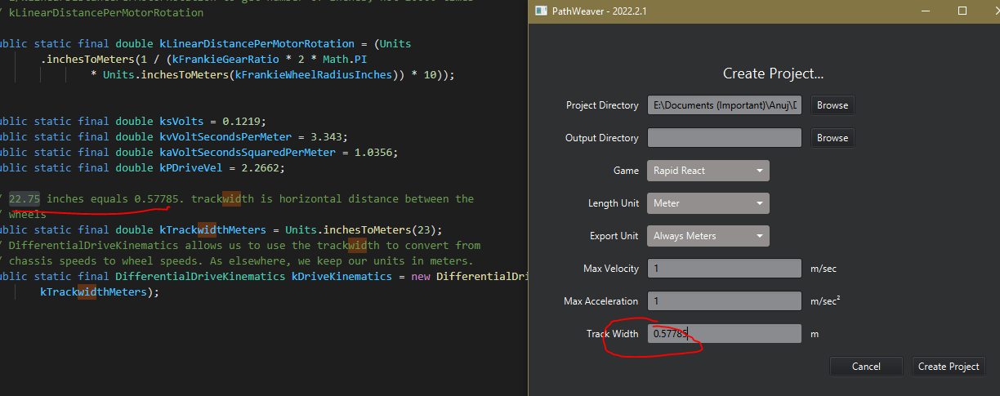 / kLinearDistancePerMotorRotation
ublic static final double kLinearDistancePerMotorRotation = (Units
.inchesToMeters(1 / (kFrankieGearRatio * 2 * Math.PI
* Units.inchesToMeters(kFrankieWheelRadiusInches)) * 10));
ublic static final double ksVolts = 0.1219;
ublic static final double kvVoltSecondsPerMeter = 3.343;
ublic static final double kaVoltSecondsSquaredPerMeter = 1.0356;
ublic static final double kPDriveVel = 2.2662;
/ 22.75 inches equals 0.57785. trackwidth is horizontal distance between the
/ wheels
ublic static final double kTrackwidthMeters = Units.inchesToMeters(23);
/ DifferentialDriveKinematics allows us to use the trackwidth to convert from
/ chassis speeds to wheel speeds. As elsewhere, we keep our units in meters.
ublic static final DifferentialDriveKinematics kDriveKinematics = new DifferentialDri
kTrackwidthMeters);
PathWeaver - 2022.2.1
Create Project...
Project Directory E:\Documents (Important)\Anuj\D Browse
Output Directory Browse
Game Rapid React
Length Unit Meter
Export Unit Always Meters
Max Velocity 1 m/sec
Max Acceleration 1 m/sec²
Track Width 0.57785 m
Cancel Create Project